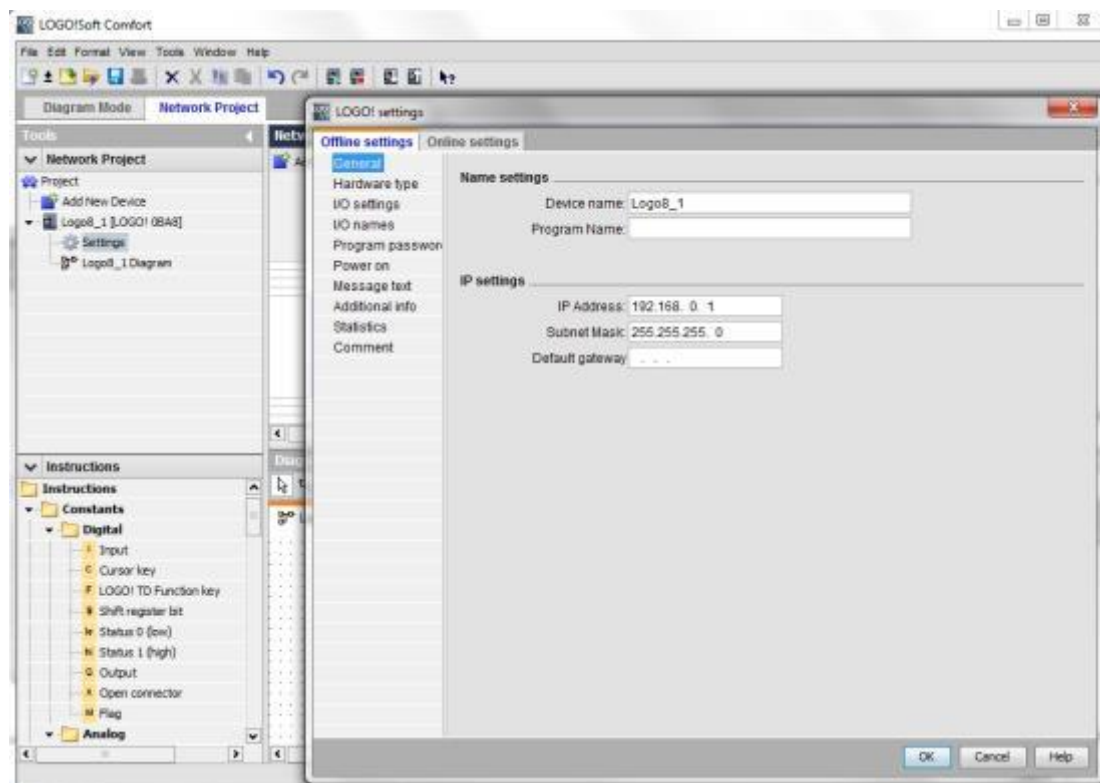 LOGO!Soft Comfort
File Edit Format View Tools Window Help
Diagram Mode Network Project
Tools
Network Project
Project
Add New Device
Logo8_1 [LOGO! 0BA8]
Settings
Logo8_1 Diagram
Instructions
Instructions
Constants
Digital
I Input
C Cursor key
F LOGO! TD Function key
S Shift register bit
lo Status 0 (low)
hi Status 1 (high)
Q Output
X Open connector
M Flag
Analog
Netw
LOGO! settings
Offline settings Online settings
General
Hardware type
I/O settings
I/O names
Program passwor
Power on
Message text
Additional info
Statistics
Comment
Name settings
Device name: Logo8_1
Program Name:
IP settings
IP Address: 192.168. 0. 1
Subnet Mask: 255.255.255. 0
Default gateway . . .
OK Cancel Help